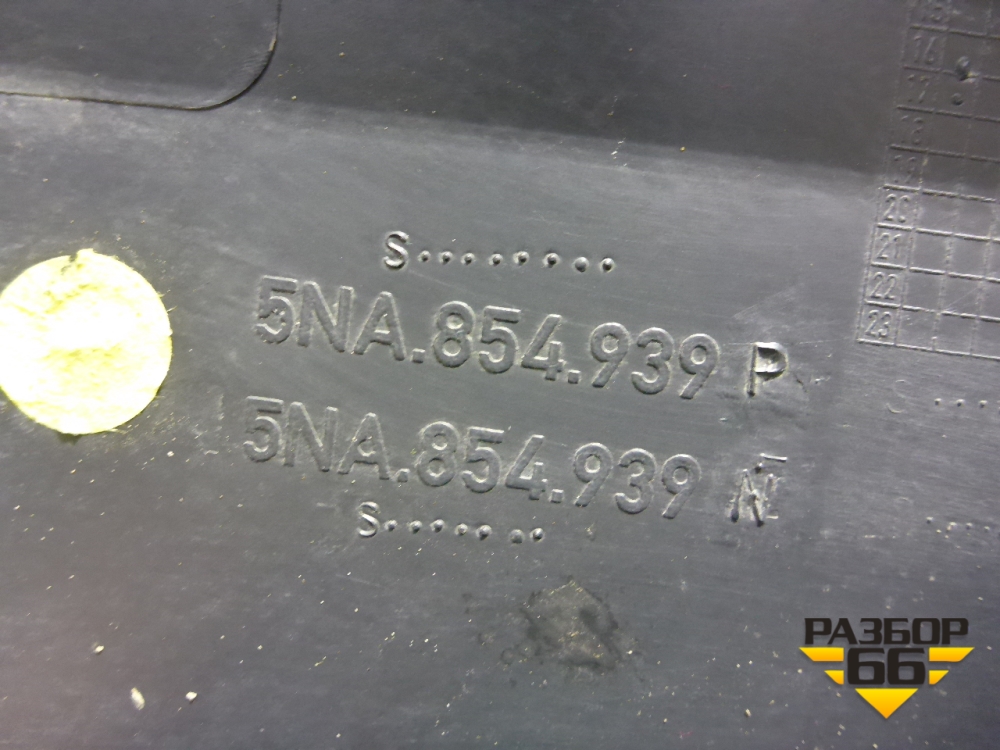 16
17
18
19
20
21
22
23
S.........
5NA.854.939 P
5NA.854.939 N
S........
S
РАЗБОР
66